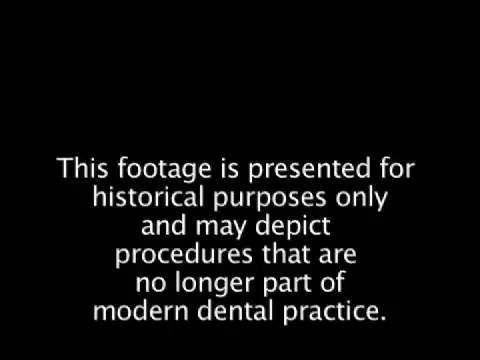 This footage is presented for
historical purposes only
and may depict
procedures that are
no longer part of
modern dental practice.